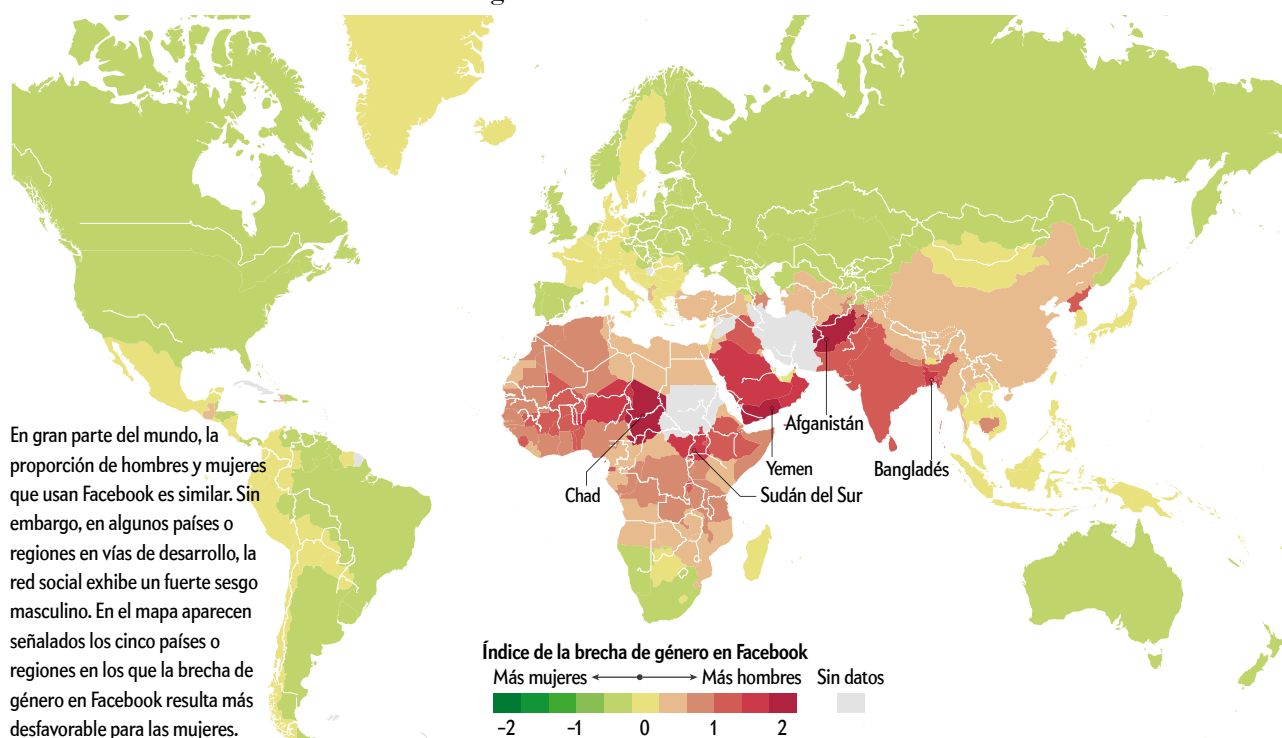 En gran parte del mundo, la
proporción de hombres y mujeres
que usan Facebook es similar. Sin
embargo, en algunos países o
regiones en vías de desarrollo, la
red social exhibe un fuerte sesgo
masculino. En el mapa aparecen
señalados los cinco países o
regiones en los que la brecha de
género en Facebook resulta más
desfavorable para las mujeres.
Chad
Afganistán
Yemen
Sudán del Sur
Bangladés
Índice de la brecha de género en Facebook
Más mujeres Más hombres Sin datos
−2 −1 0 1 2